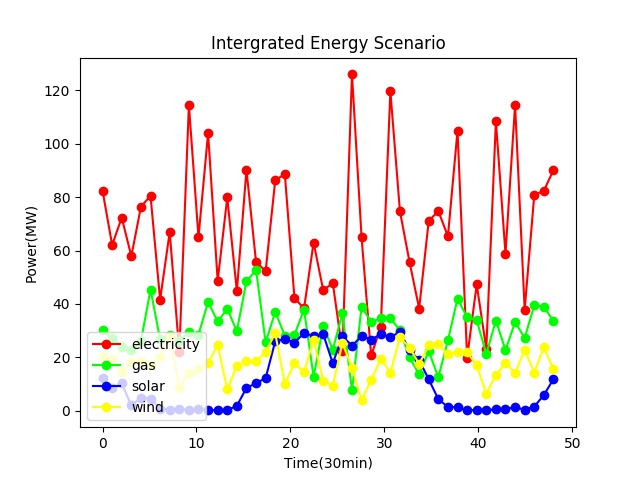 Intergrated Energy Scenario
Power(MW)
120
100
80
60
40
20
0
electricity
gas
solar
wind
0 10 20 30 40 50
Time(30min)